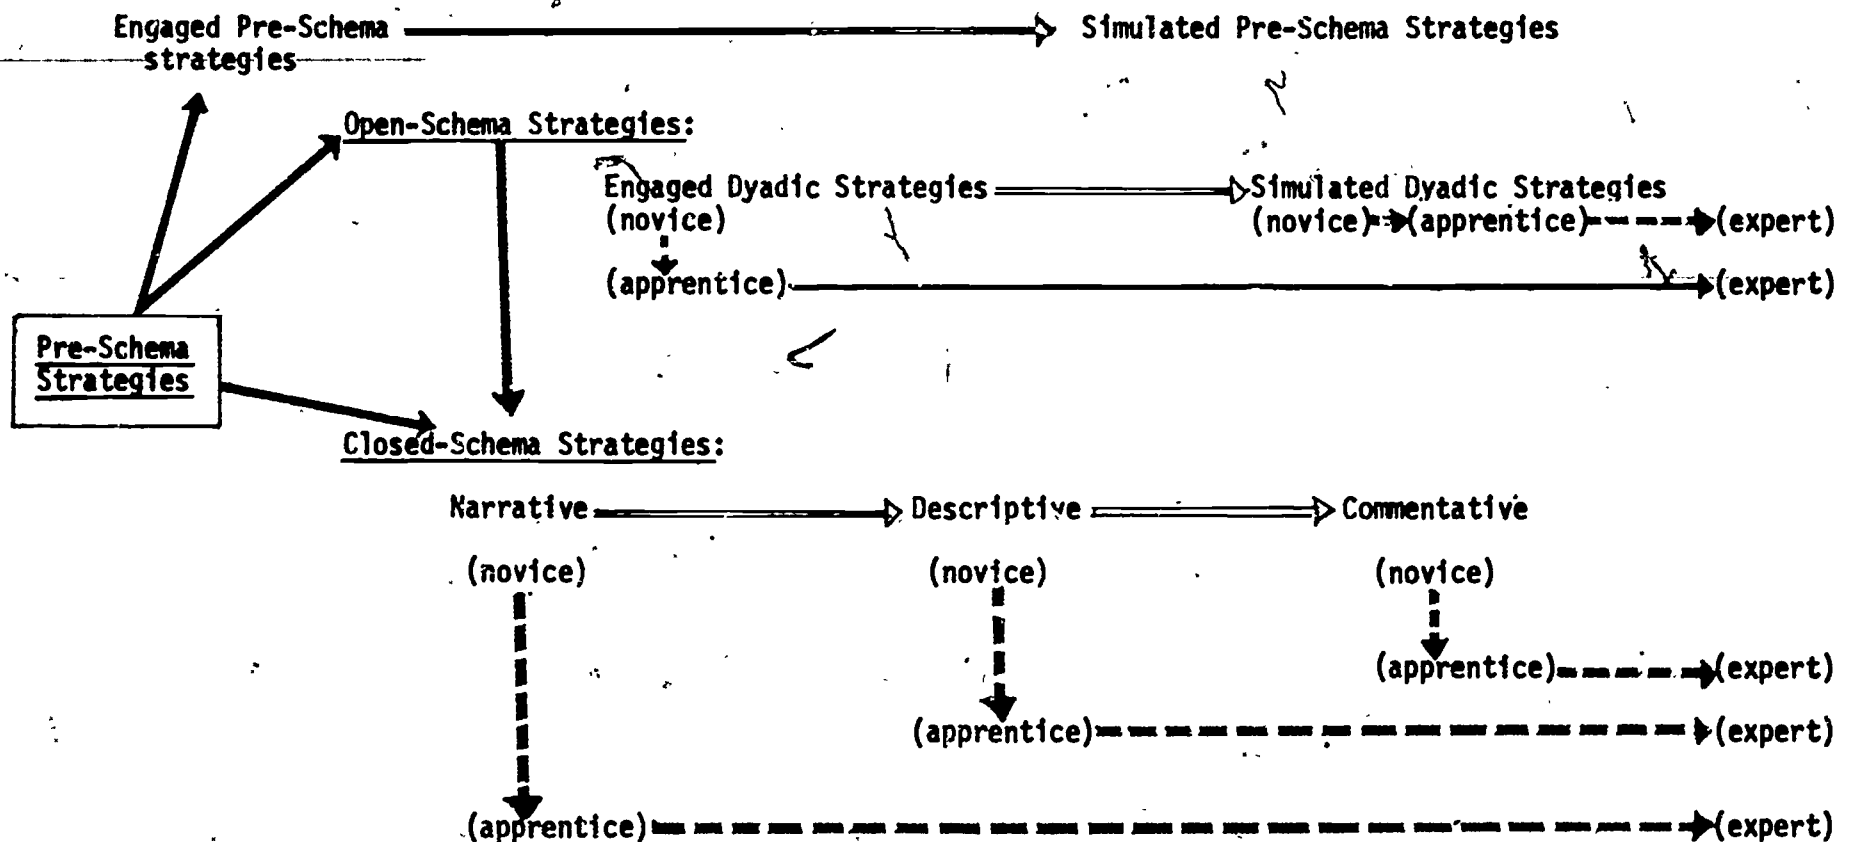 Engaged Pre-Schema Simulated Pre-Schema Strategies
strategies
Open-Schema Strategies:
Engaged Dyadic Strategies Simulated Dyadic Strategies
(novice) (novice) (apprentice) (expert)
(apprentice) (expert)
Pre-Schema
Strategies
Closed-Schema Strategies:
Narrative Descriptive Commentative
(novice) (novice) (novice)
(apprentice) (expert)
(apprentice) (expert)
(apprentice) (expert)